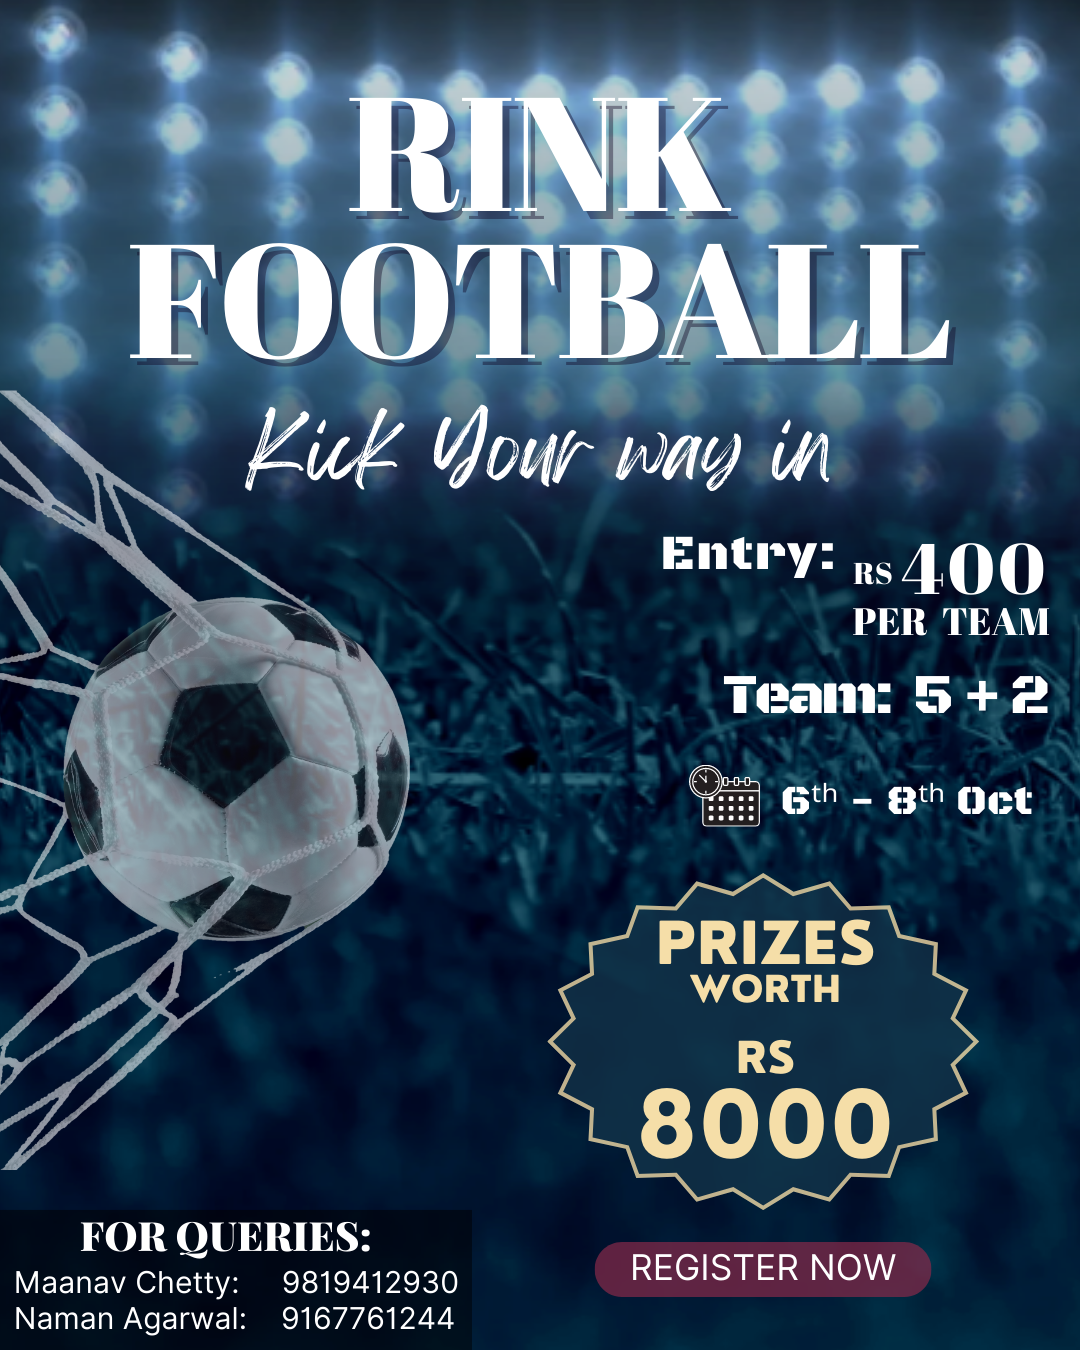 RINK
FOOTBALL
Kick Your way in
Entry: RS 400
PER TEAM
Team: 5 + 2
6th - 8th Oct
PRIZES
WORTH
RS
8000
FOR QUERIES:
Maanav Chetty: 9819412930
Naman Agarwal: 9167761244
REGISTER NOW